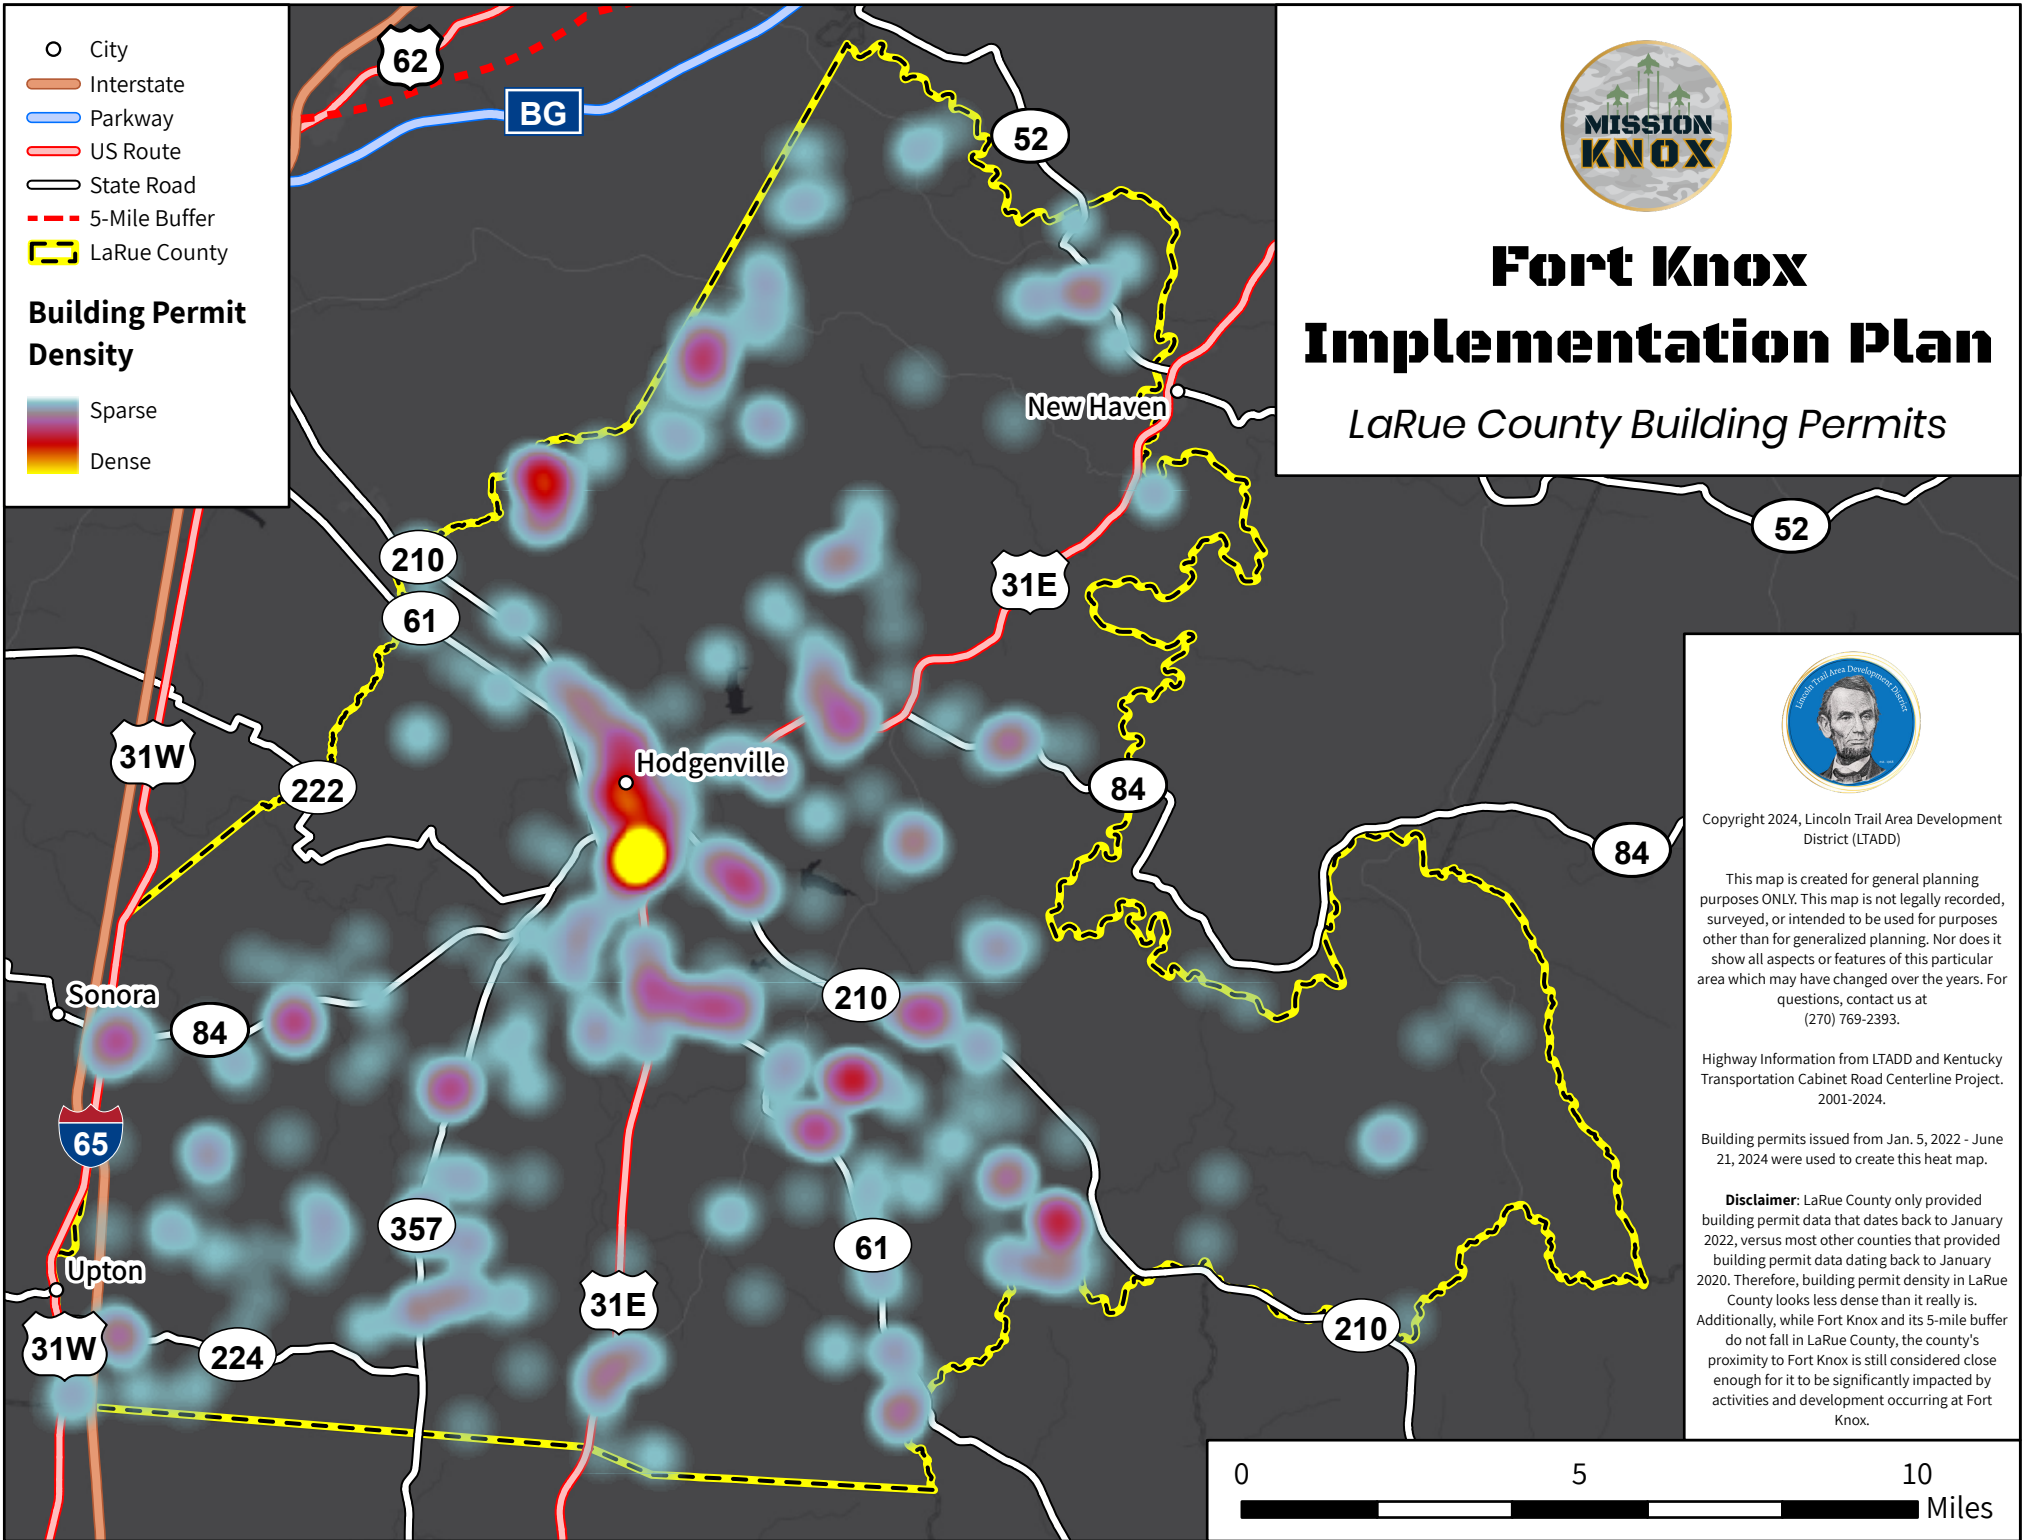 City
Interstate
Parkway
US Route
State Road
5-Mile Buffer
LaRue County
Building Permit
Density
Sparse
Dense
62
BG
52
MISSION
KNOX
Fort Knox
Implementation Plan
LaRue County Building Permits
New Haven
52
210
31E
61
31W
222
Hodgenville
84
84
Sonora
84
210
65
357
61
Upton
31E
31W
224
210
Lincoln Trail Area Development District
Copyright 2024, Lincoln Trail Area Development
District (LTADD)
This map is created for general planning
purposes ONLY. This map is not legally recorded,
surveyed, or intended to be used for purposes
other than for generalized planning. Nor does it
show all aspects or features of this particular
area which may have changed over the years. For
questions, contact us at
(270) 769-2393.
Highway Information from LTADD and Kentucky
Transportation Cabinet Road Centerline Project.
2001-2024.
Building permits issued from Jan. 5, 2022 - June
21, 2024 were used to create this heat map.
Disclaimer: LaRue County only provided
building permit data that dates back to January
2022, versus most other counties that provided
building permit data dating back to January
2020. Therefore, building permit density in LaRue
County looks less dense than it really is.
Additionally, while Fort Knox and its 5-mile buffer
do not fall in LaRue County, the county's
proximity to Fort Knox is still considered close
enough for it to be significantly impacted by
activities and development occurring at Fort
Knox.
0 5 10
Miles